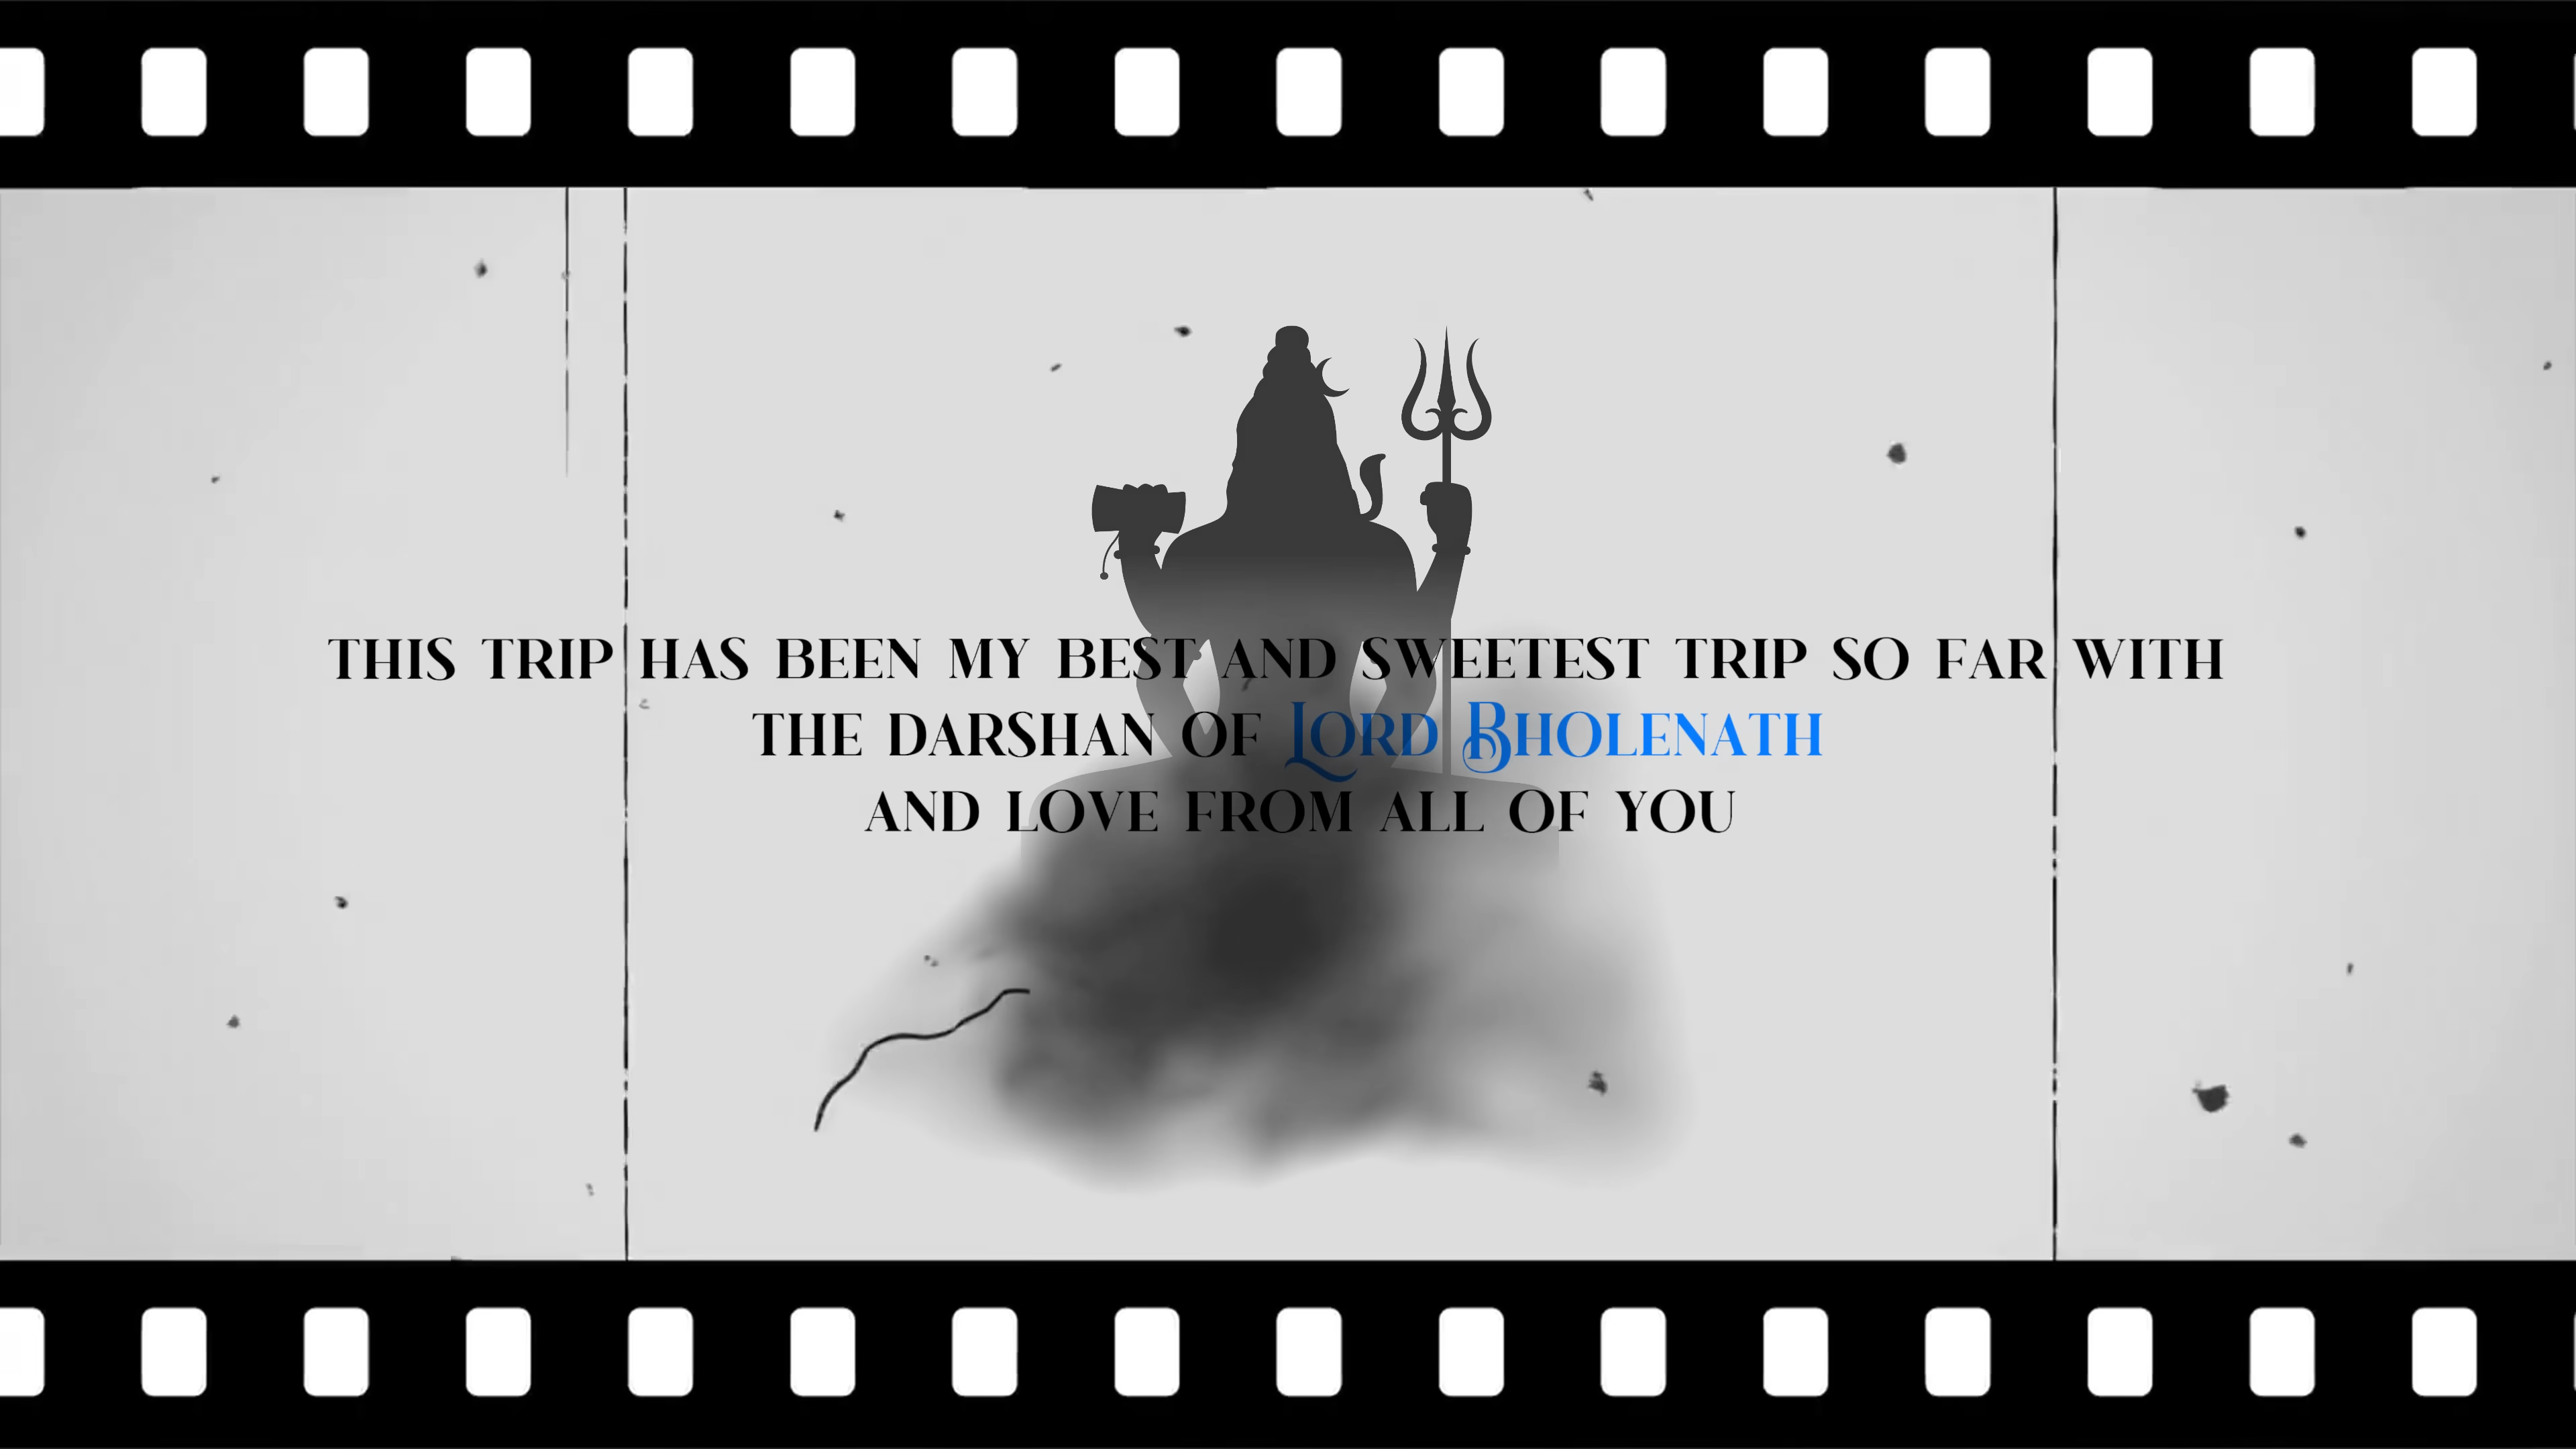 THIS TRIP HAS BEEN MY BEST AND SWEETEST TRIP SO FAR WITH
THE DARSHAN OF LORD BHOLENATH
AND LOVE FROM ALL OF YOU